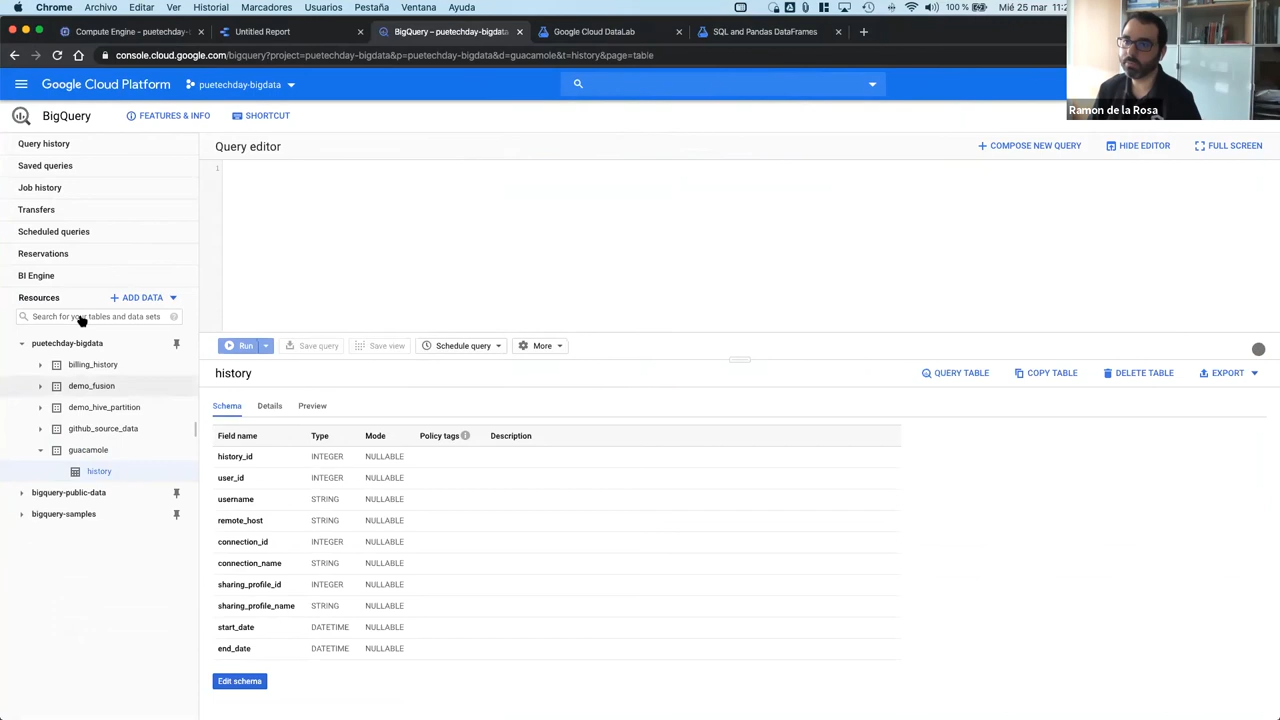 Chrome Archivo Editar Ver Historial Marcadores Usuarios Pestaña Ventana Ayuda
100 % Mar 26 may 11:2
Compute Engine – puetechday-b
Untitled Report
BigQuery – puetechday-bigdata
Google Cloud DataLab
SQL and Pandas DataFrames
console.cloud.google.com/bigquery?project=puetechday-bigdata&p=puetechday-bigdata&d=guacamole&t=history&page=table
Google Cloud Platform
puetechday-bigdata
Ramon de la Rosa
BigQuery
FEATURES & INFO
SHORTCUT
Query history
Saved queries
Job history
Transfers
Scheduled queries
Reservations
BI Engine
Resources
ADD DATA
Search for your tables and data sets
puetechday-bigdata
billing_history
demo_fusion
demo_hive_partition
github_source_data
guacamole
history
bigquery-public-data
bigquery-samples
Query editor
COMPOSE NEW QUERY
HIDE EDITOR
FULL SCREEN
1
Run
Save query
Save view
Schedule query
More
history
QUERY TABLE
COPY TABLE
DELETE TABLE
EXPORT
Schema Details Preview
Field name Type Mode Policy tags Description
history_id INTEGER NULLABLE
user_id INTEGER NULLABLE
username STRING NULLABLE
remote_host STRING NULLABLE
connection_id INTEGER NULLABLE
connection_name STRING NULLABLE
sharing_profile_id INTEGER NULLABLE
sharing_profile_name STRING NULLABLE
start_date DATETIME NULLABLE
end_date DATETIME NULLABLE
Edit schema